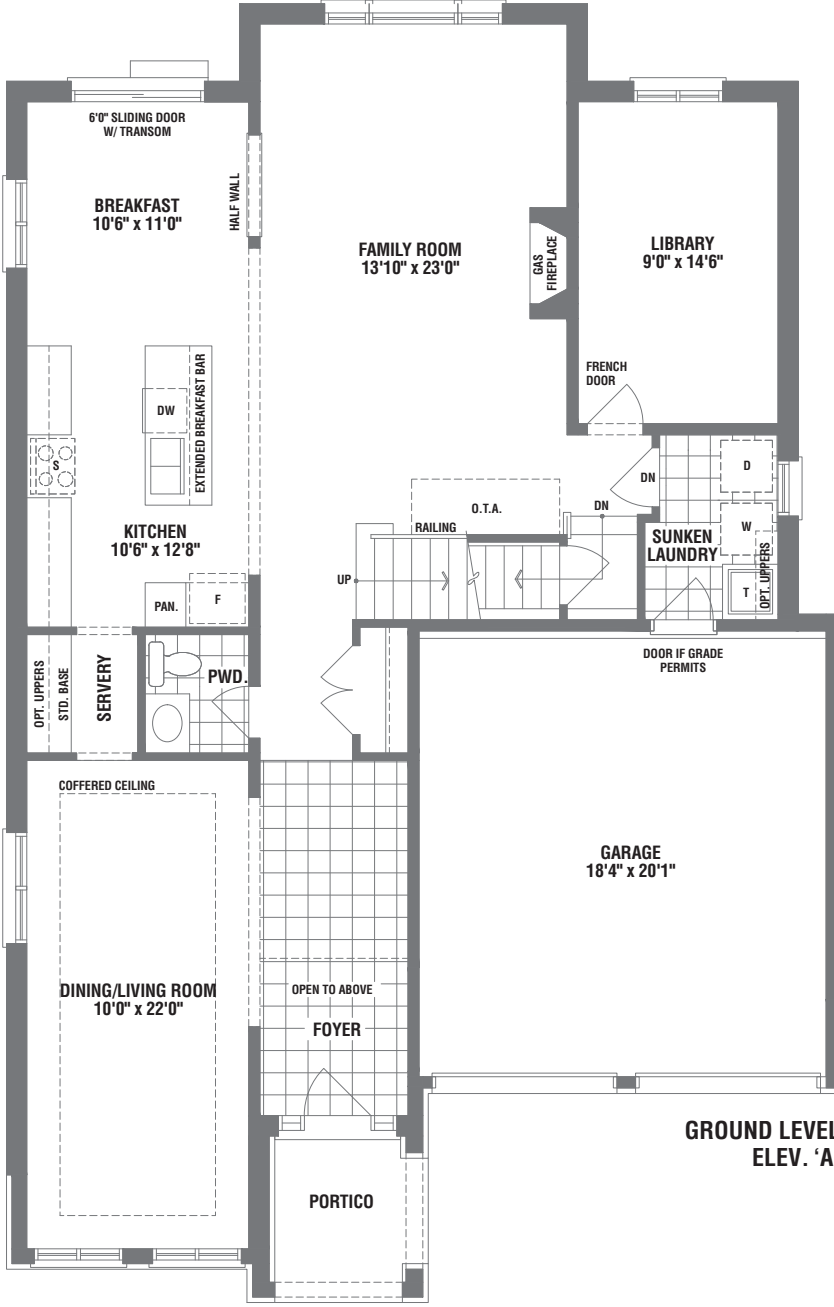 6'0" SLIDING DOOR
W/ TRANSOM
BREAKFAST
10'6" x 11'0"
HALF WALL
FAMILY ROOM
13'10" x 23'0"
GAS
FIREPLACE
LIBRARY
9'0" x 14'6"
FRENCH
DOOR
DW
EXTENDED BREAKFAST BAR
S
KITCHEN
10'6" x 12'8"
PAN.
F
O.T.A.
RAILING
UP
DN
DN
D
W
SUNKEN
LAUNDRY
T
OPT. UPPERS
DOOR IF GRADE
PERMITS
OPT. UPPERS
STD. BASE
SERVERY
PWD.
COFFERED CEILING
GARAGE
18'4" x 20'1"
DINING/LIVING ROOM
10'0" x 22'0"
OPEN TO ABOVE
FOYER
PORTICO
GROUND LEVEL
ELEV. ‘A